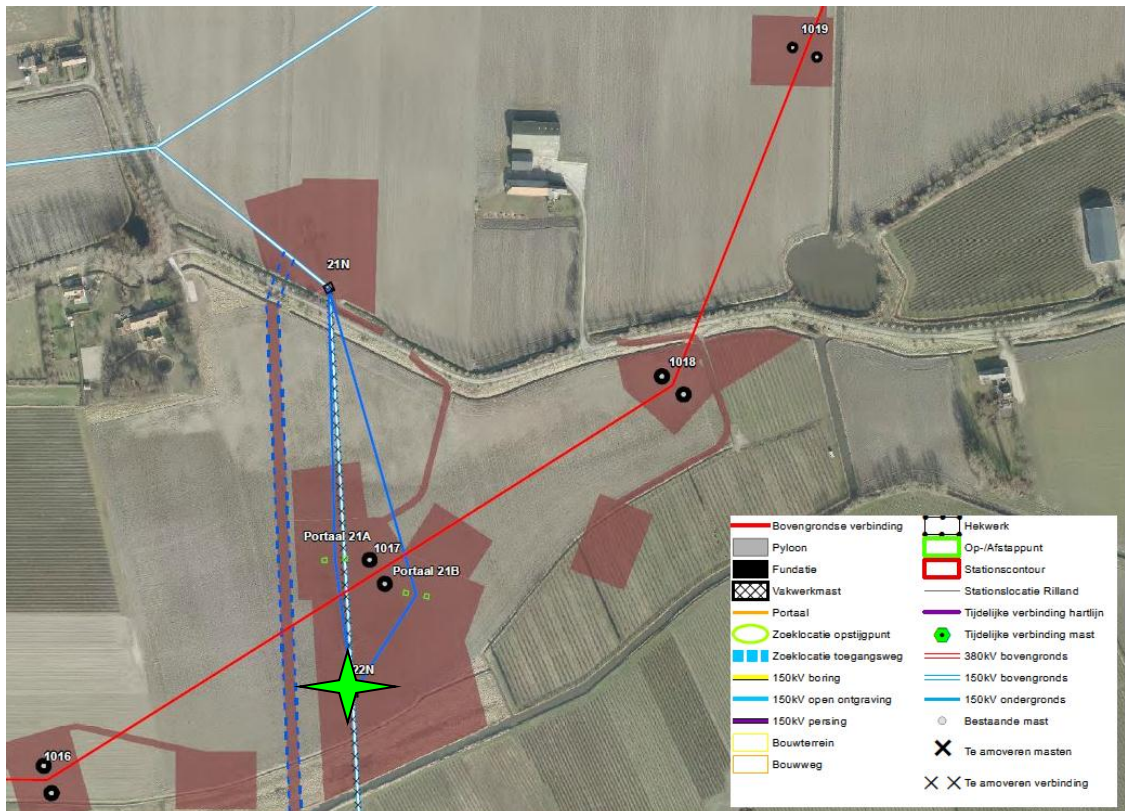 1019
21N
1018
Portaal 21A
1017
Portaal 21B
22N
1016
Bovengrondse verbinding
Pyloon
Fundatie
Vakwerkmast
Portaal
Zoeklocatie opstijgpunt
Zoeklocatie toegangsweg
150kV boring
150kV open ontgraving
150kV persing
Bouwterrein
Bouwweg
Hekwerk
Op-/Afstappunt
Stationscontour
Stationslocatie Rilland
Tijdelijke verbinding hartlijn
Tijdelijke verbinding mast
380kV bovengronds
150kV bovengronds
150kV ondergronds
Bestaande mast
Te amoveren masten
Te amoveren verbinding